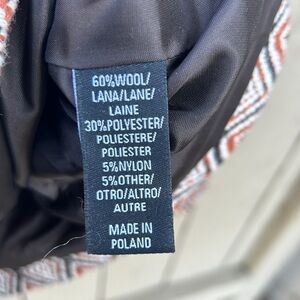 60%WOOL/
LANA/LANE/
LAINE
30%POLYESTER/
POLIESTERE/
POLIESTER
5%NYLON
5%OTHER/
OTRO/ALTRO/
AUTRE
MADE IN
POLAND